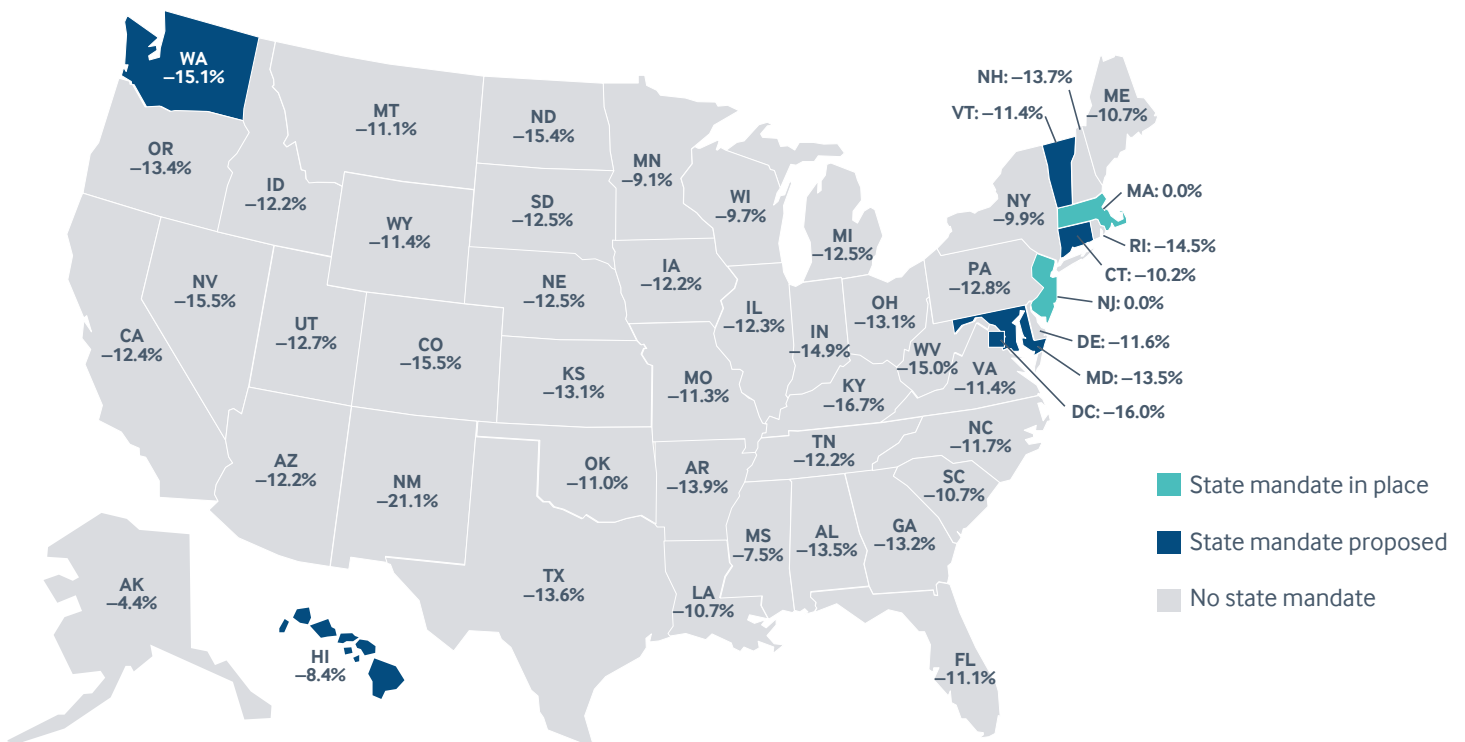 WA
–15.1%
MT
–11.1%
ND
–15.4%
NH: –13.7%
VT: –11.4%
ME
–10.7%
OR
–13.4%
ID
–12.2%
MN
–9.1%
SD
–12.5%
WI
–9.7%
NY
–9.9%
MA: 0.0%
WY
–11.4%
MI
–12.5%
RI: –14.5%
CT: –10.2%
NJ: 0.0%
NV
–15.5%
NE
–12.5%
IA
–12.2%
PA
–12.8%
CA
–12.4%
UT
–12.7%
CO
–15.5%
IL
–12.3%
IN
–14.9%
OH
–13.1%
DE: –11.6%
MD: –13.5%
DC: –16.0%
KS
–13.1%
MO
–11.3%
KY
–16.7%
WV
–15.0%
VA
–11.4%
AZ
–12.2%
NM
–21.1%
OK
–11.0%
AR
–13.9%
TN
–12.2%
NC
–11.7%
SC
–10.7%
State mandate in place
MS
–7.5%
AL
–13.5%
GA
–13.2%
State mandate proposed
AK
–4.4%
TX
–13.6%
LA
–10.7%
No state mandate
HI
–8.4%
FL
–11.1%